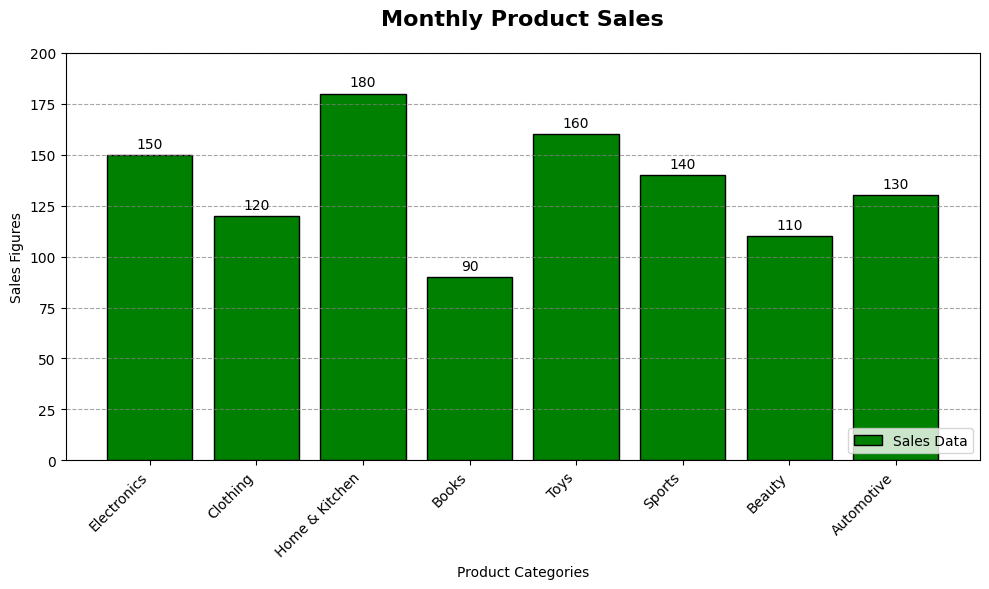 Monthly Product Sales
Sales Figures
200
175
150
125
100
75
50
25
0
150
120
180
90
160
140
110
130
Sales Data
Electronics
Clothing
Home & Kitchen
Books
Toys
Sports
Beauty
Automotive
Product Categories